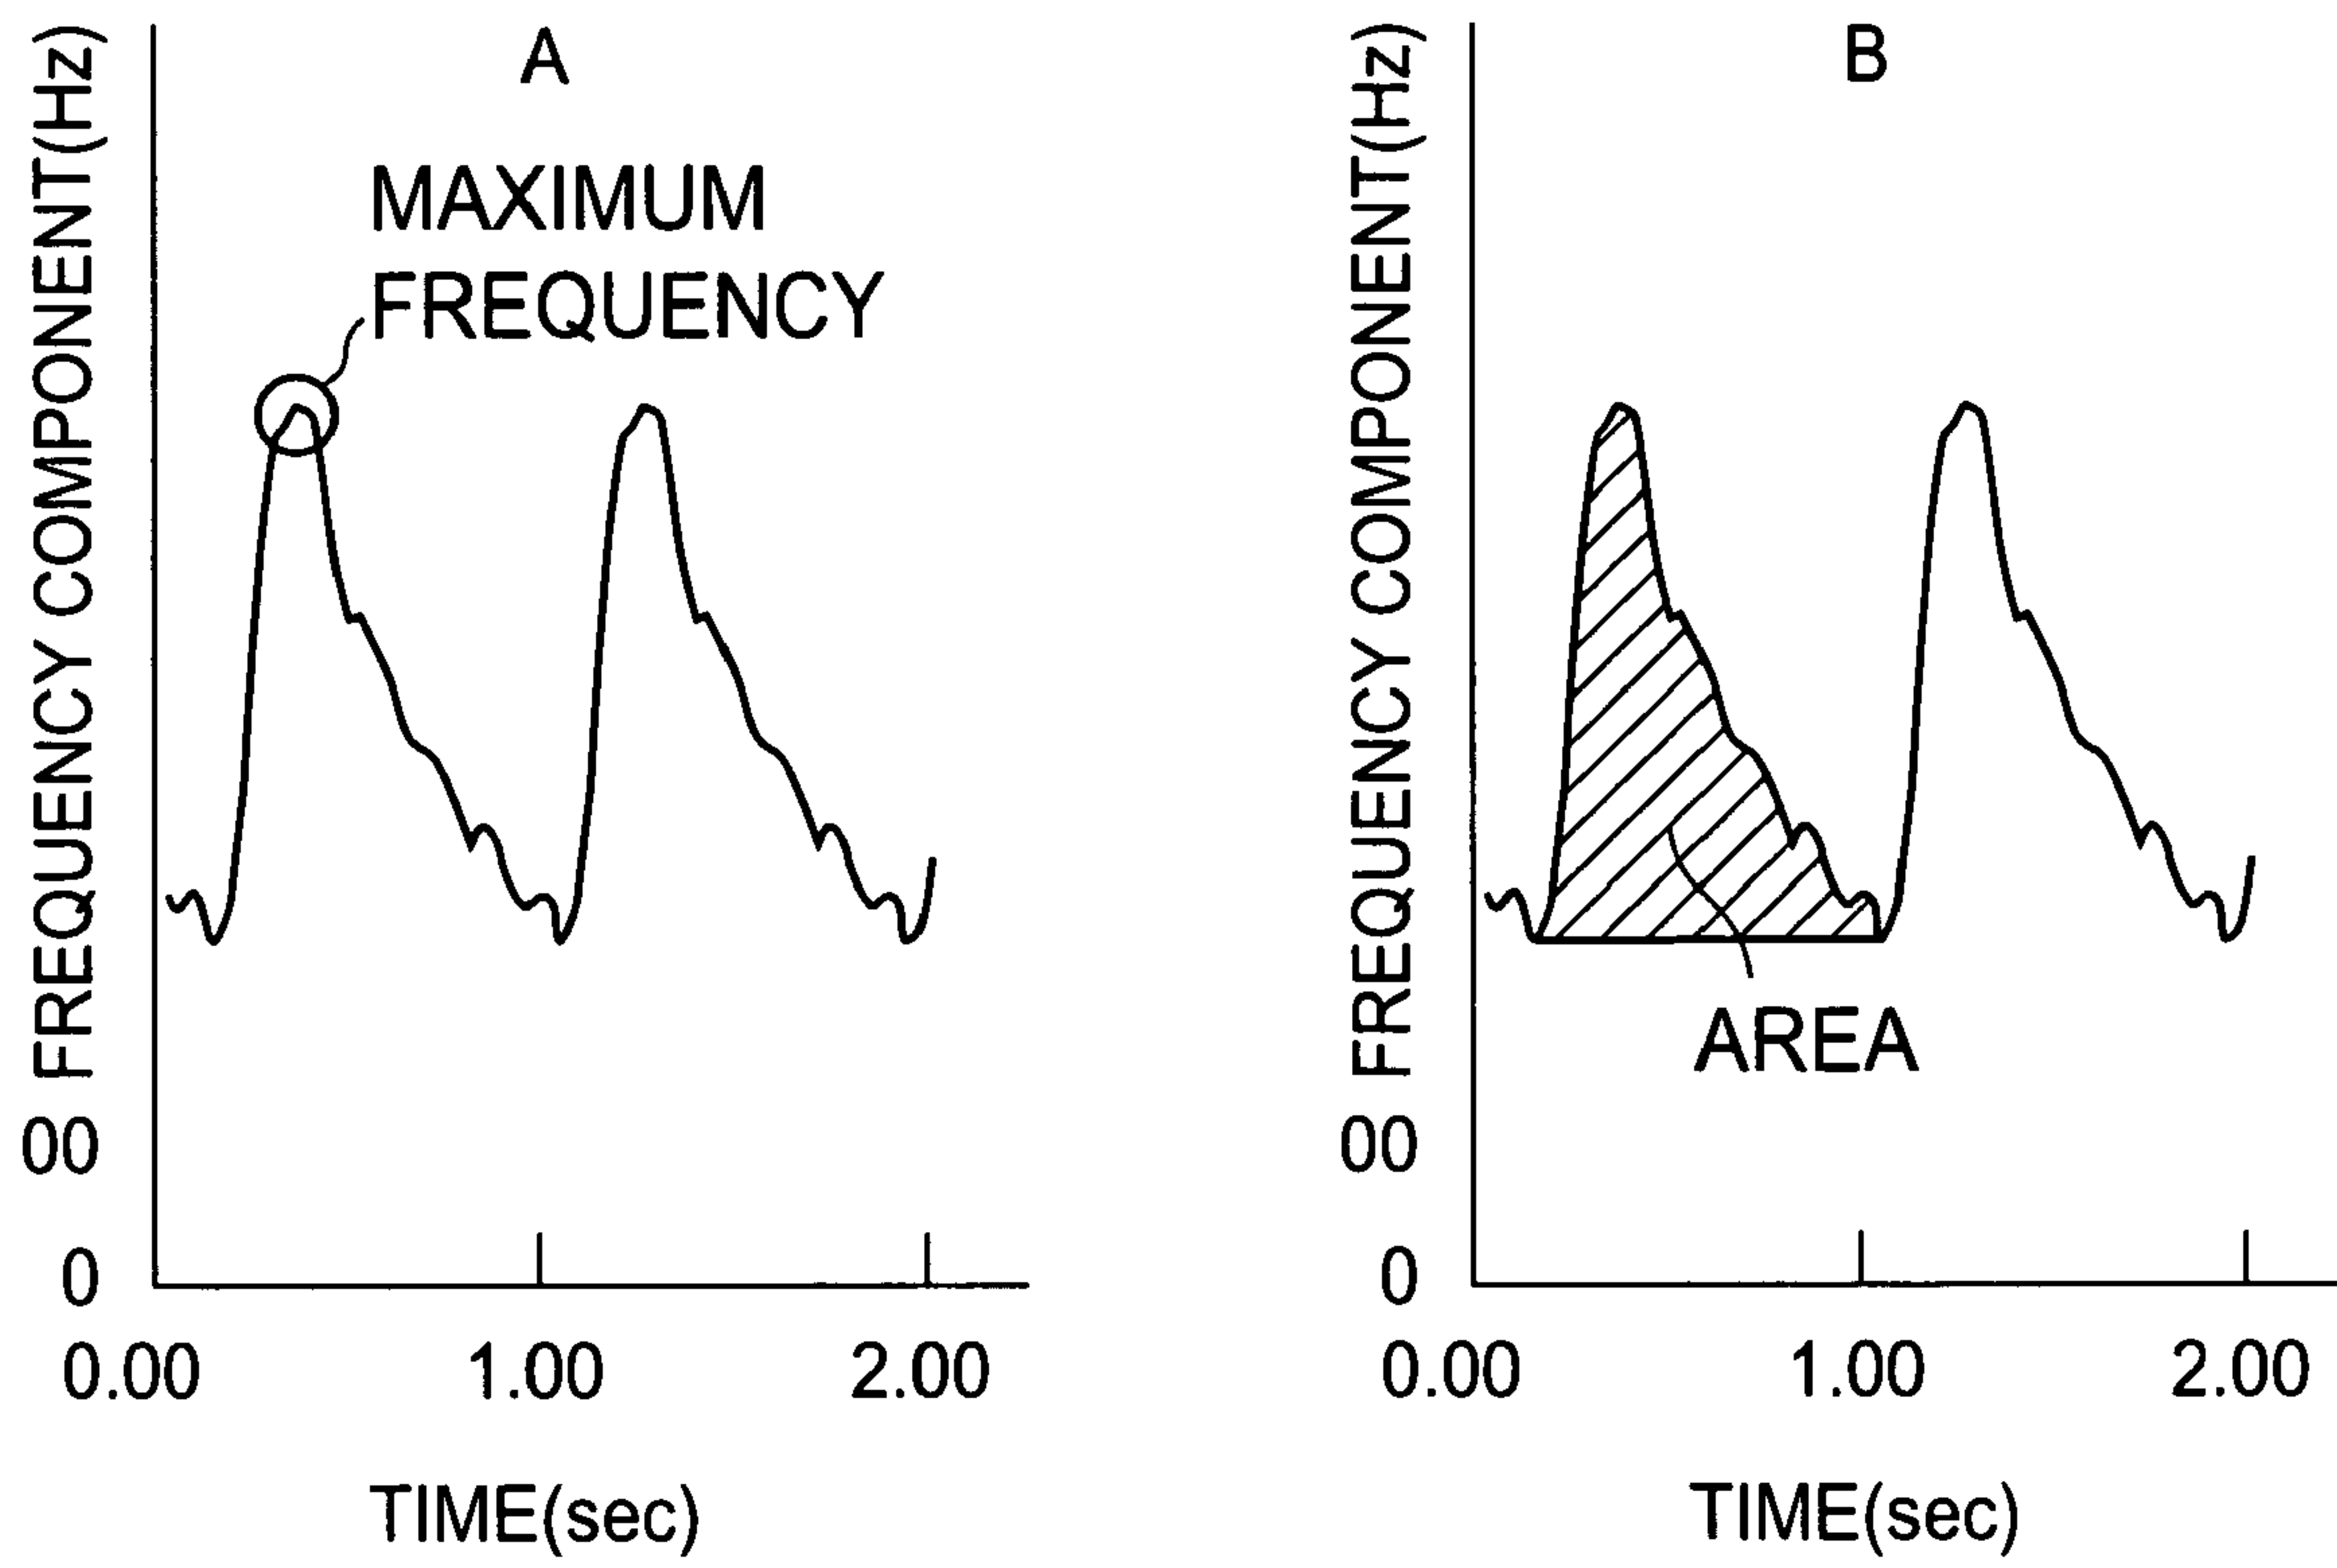 A
MAXIMUM
FREQUENCY
FREQUENCY COMPONENT(Hz)
00
0
0.00
1.00
2.00
TIME(sec)
B
FREQUENCY COMPONENT(Hz)
AREA
00
0
0.00
1.00
2.00
TIME(sec)